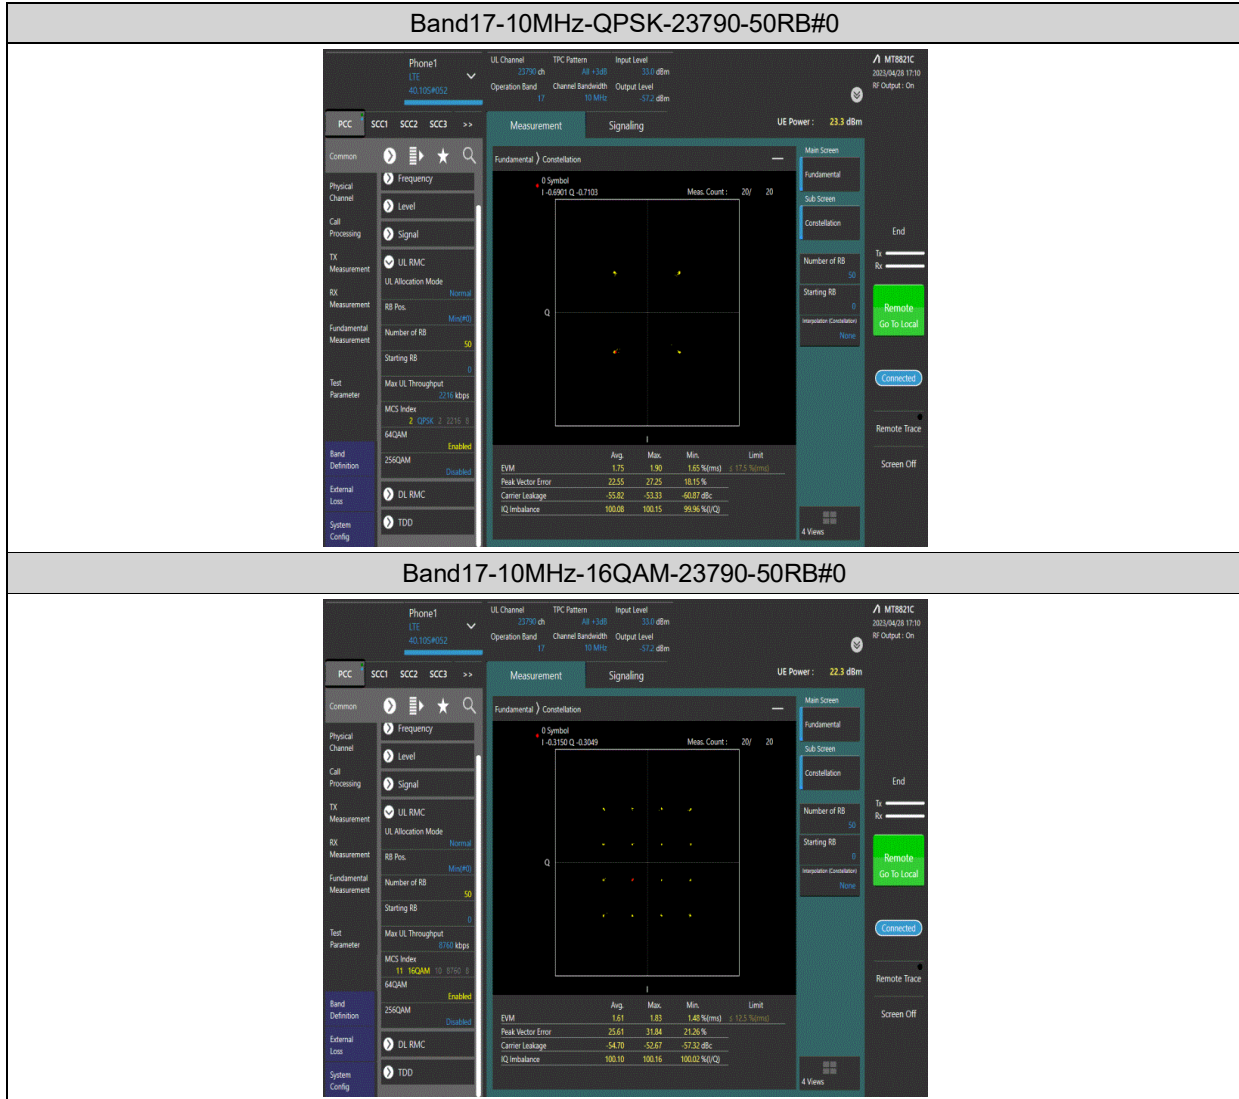 Band17-10MHz-QPSK-23790-50RB#0
Phone1
LTE
40.10S#052
UL Channel TPC Pattern Input Level
23790 ch All +3dB 33.0 dBm
Operation Band Channel Bandwidth Output Level
17 10 MHz -57.2 dBm
MT8821C
2023/04/28 17:10
RF Output : On
PCC SCC1 SCC2 SCC3 >>
Measurement Signaling
UE Power : 23.3 dBm
Common
Physical Channel
Call Processing
TX Measurement
RX Measurement
Fundamental Measurement
Test Parameter
Band Definition
External Loss
System Config
Frequency
Level
Signal
UL RMC
UL Allocation Mode
Normal
RB Pos.
Min(#0)
Number of RB
50
Starting RB
0
Max UL Throughput
2216 kbps
MCS Index
2 QPSK 2 2216 8
64QAM
Enabled
256QAM
Disabled
DL RMC
TDD
Fundamental Constellation
0 Symbol
I -0.6901 Q -0.7103
Meas. Count : 20/ 20
Q
I
Avg. Max. Min. Limit
EVM 1.75 1.90 1.65 %(rms) ≤ 17.5 %(rms)
Peak Vector Error 22.55 27.25 18.15 %
Carrier Leakage -55.82 -53.33 -60.87 dBc
IQ Imbalance 100.08 100.15 99.96 %(I/Q)
Main Screen
Fundamental
Sub Screen
Constellation
Number of RB
50
Starting RB
0
Interpolation (Constellation)
None
4 Views
End
Tx
Rx
Remote
Go To Local
Connected
Remote Trace
Screen Off
Band17-10MHz-16QAM-23790-50RB#0
Phone1
LTE
40.10S#052
UL Channel TPC Pattern Input Level
23790 ch All +3dB 33.0 dBm
Operation Band Channel Bandwidth Output Level
17 10 MHz -57.2 dBm
MT8821C
2023/04/28 17:10
RF Output : On
PCC SCC1 SCC2 SCC3 >>
Measurement Signaling
UE Power : 22.3 dBm
Common
Physical Channel
Call Processing
TX Measurement
RX Measurement
Fundamental Measurement
Test Parameter
Band Definition
External Loss
System Config
Frequency
Level
Signal
UL RMC
UL Allocation Mode
Normal
RB Pos.
Min(#0)
Number of RB
50
Starting RB
0
Max UL Throughput
8760 kbps
MCS Index
11 16QAM 10 8760 8
64QAM
Enabled
256QAM
Disabled
DL RMC
TDD
Fundamental Constellation
0 Symbol
I -0.3150 Q -0.3049
Meas. Count : 20/ 20
Q
I
Avg. Max. Min. Limit
EVM 1.61 1.83 1.48 %(rms) ≤ 12.5 %(rms)
Peak Vector Error 25.61 31.84 21.26 %
Carrier Leakage -54.70 -52.67 -57.32 dBc
IQ Imbalance 100.10 100.16 100.02 %(I/Q)
Main Screen
Fundamental
Sub Screen
Constellation
Number of RB
50
Starting RB
0
Interpolation (Constellation)
None
4 Views
End
Tx
Rx
Remote
Go To Local
Connected
Remote Trace
Screen Off